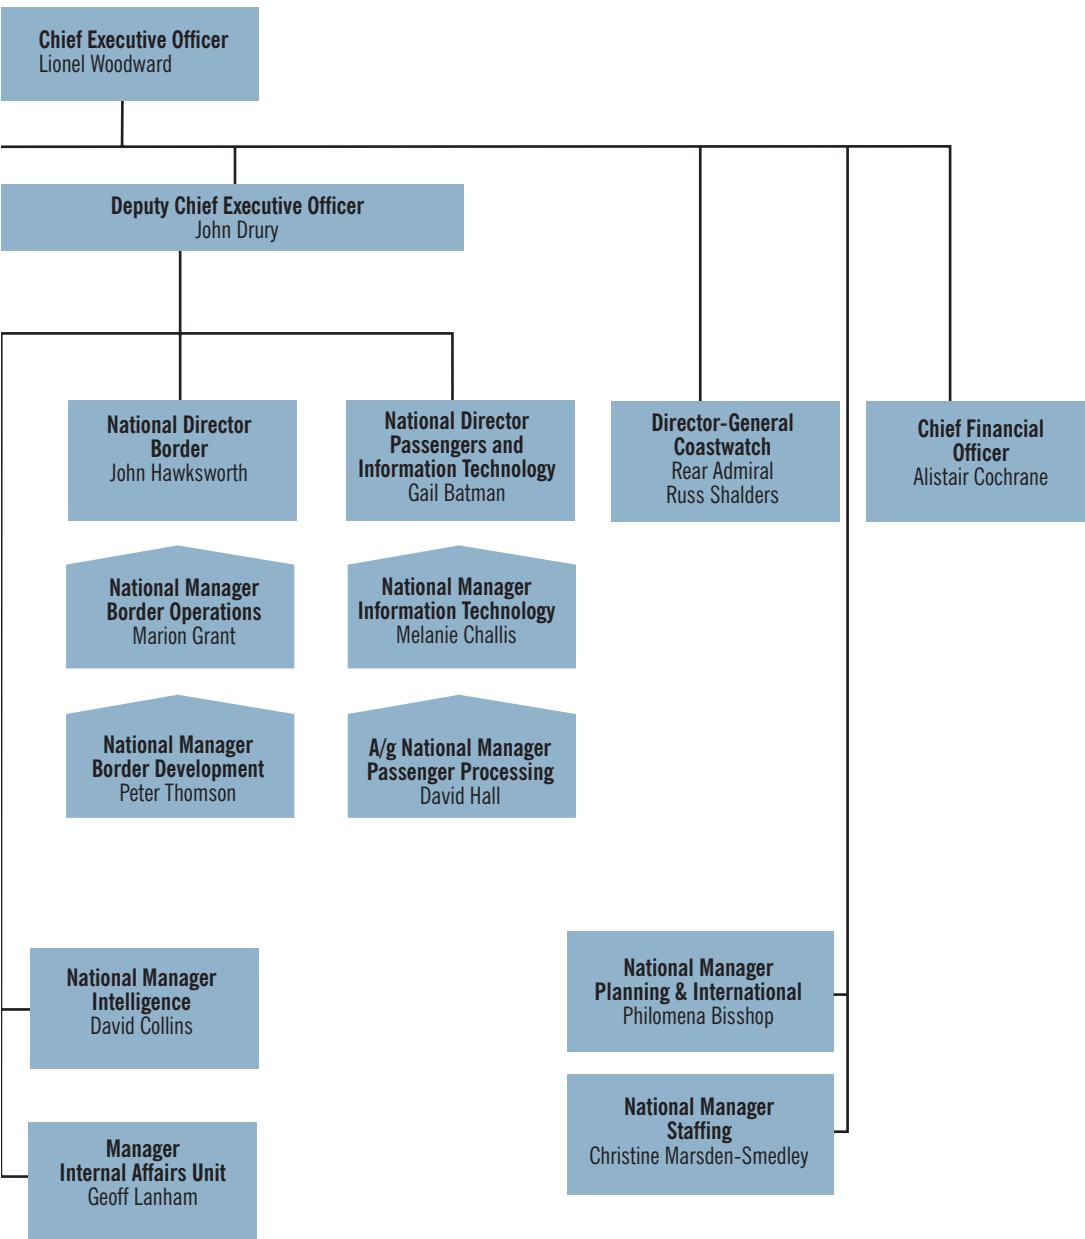 Chief Executive Officer
Lionel Woodward
Deputy Chief Executive Officer
John Drury
National Director
Border
John Hawksworth
National Director
Passengers and
Information Technology
Gail Batman
Director-General
Coastwatch
Rear Admiral
Russ Shalders
Chief Financial
Officer
Alistair Cochrane
National Manager
Border Operations
Marion Grant
National Manager
Information Technology
Melanie Challis
National Manager
Border Development
Peter Thomson
A/g National Manager
Passenger Processing
David Hall
National Manager
Intelligence
David Collins
National Manager
Planning & International
Philomena Bisshop
National Manager
Staffing
Christine Marsden-Smedley
Manager
Internal Affairs Unit
Geoff Lanham